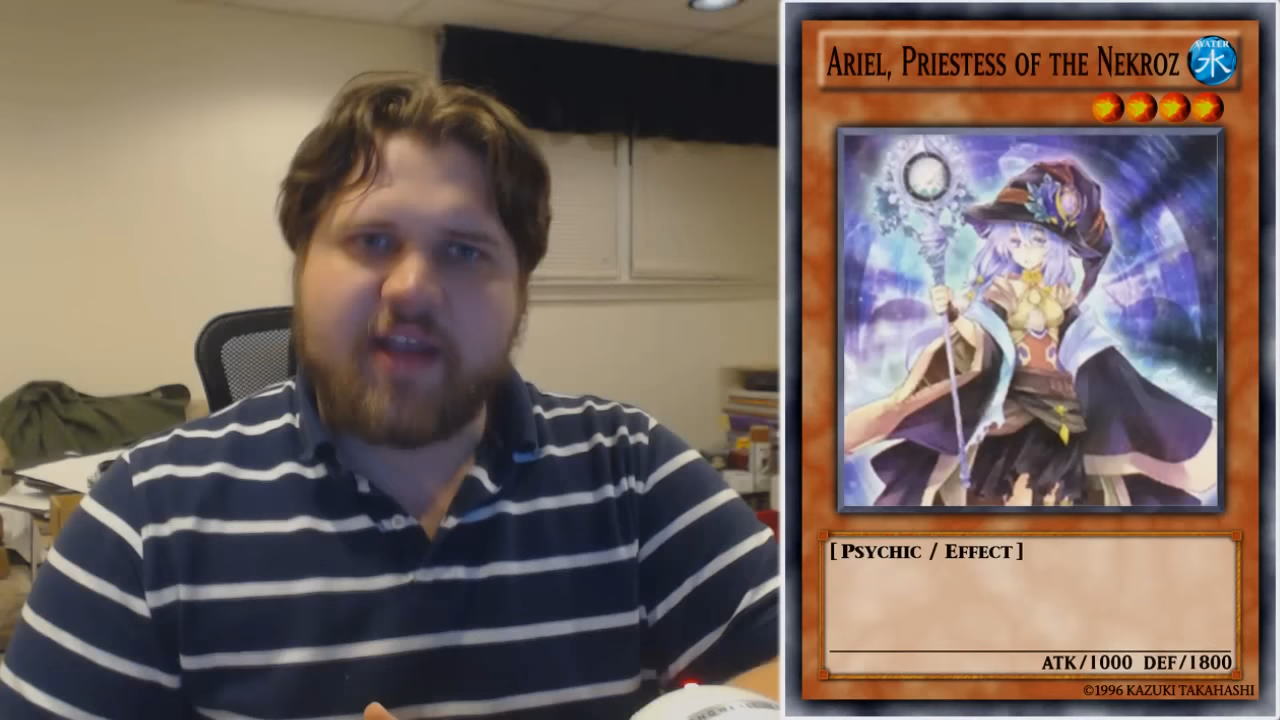 ARIEL, PRIESTESS OF THE NEKROZ
WATER
水
[ PSYCHIC / EFFECT ]
ATK/1000 DEF/1800
©1996 KAZUKI TAKAHASHI